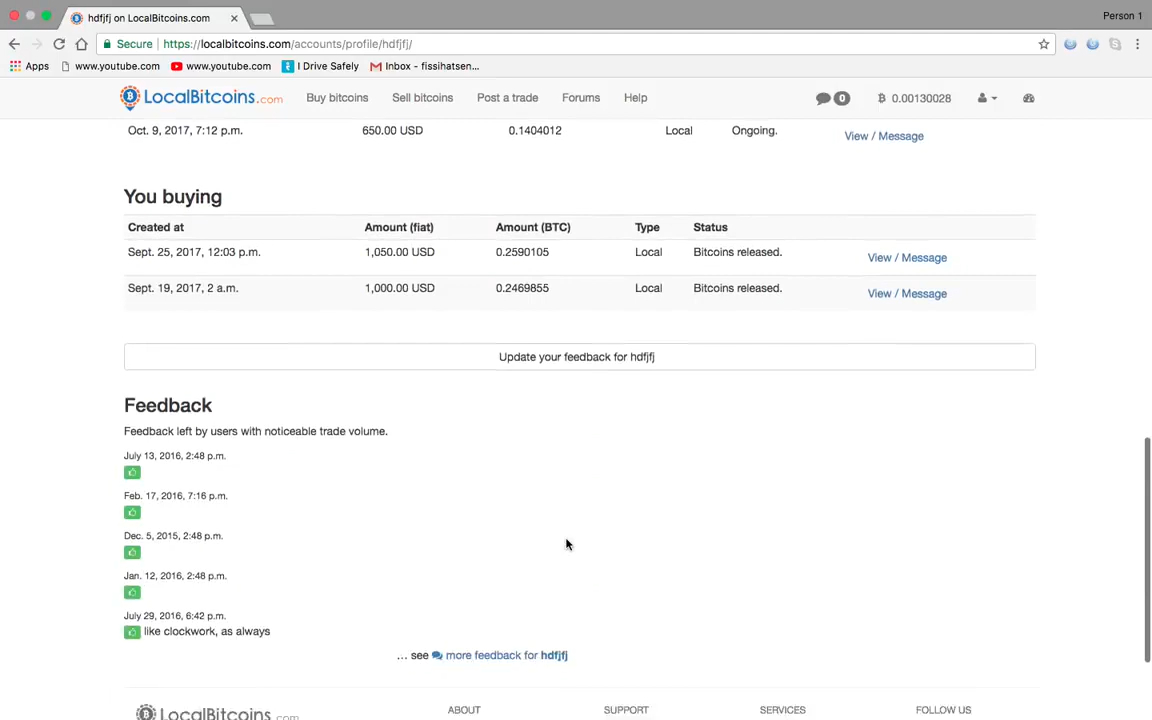 hdfjfj on LocalBitcoins.com
Person 1
Secure https://localbitcoins.com/accounts/profile/hdfjfj/
Apps www.youtube.com www.youtube.com I Drive Safely Inbox - fissihatsen...
LocalBitcoins.com Buy bitcoins Sell bitcoins Post a trade Forums Help 0 0.00130028
Oct. 9, 2017, 7:12 p.m. 650.00 USD 0.1404012 Local Ongoing. View / Message
You buying
Created at Amount (fiat) Amount (BTC) Type Status
Sept. 25, 2017, 12:03 p.m. 1,050.00 USD 0.2590105 Local Bitcoins released. View / Message
Sept. 19, 2017, 2 a.m. 1,000.00 USD 0.2469855 Local Bitcoins released. View / Message
Update your feedback for hdfjfj
Feedback
Feedback left by users with noticeable trade volume.
July 13, 2016, 2:48 p.m.
Feb. 17, 2016, 7:16 p.m.
Dec. 5, 2015, 2:48 p.m.
Jan. 12, 2016, 2:48 p.m.
July 29, 2016, 6:42 p.m.
like clockwork, as always
... see more feedback for hdfjfj
LocalBitcoins.com ABOUT SUPPORT SERVICES FOLLOW US